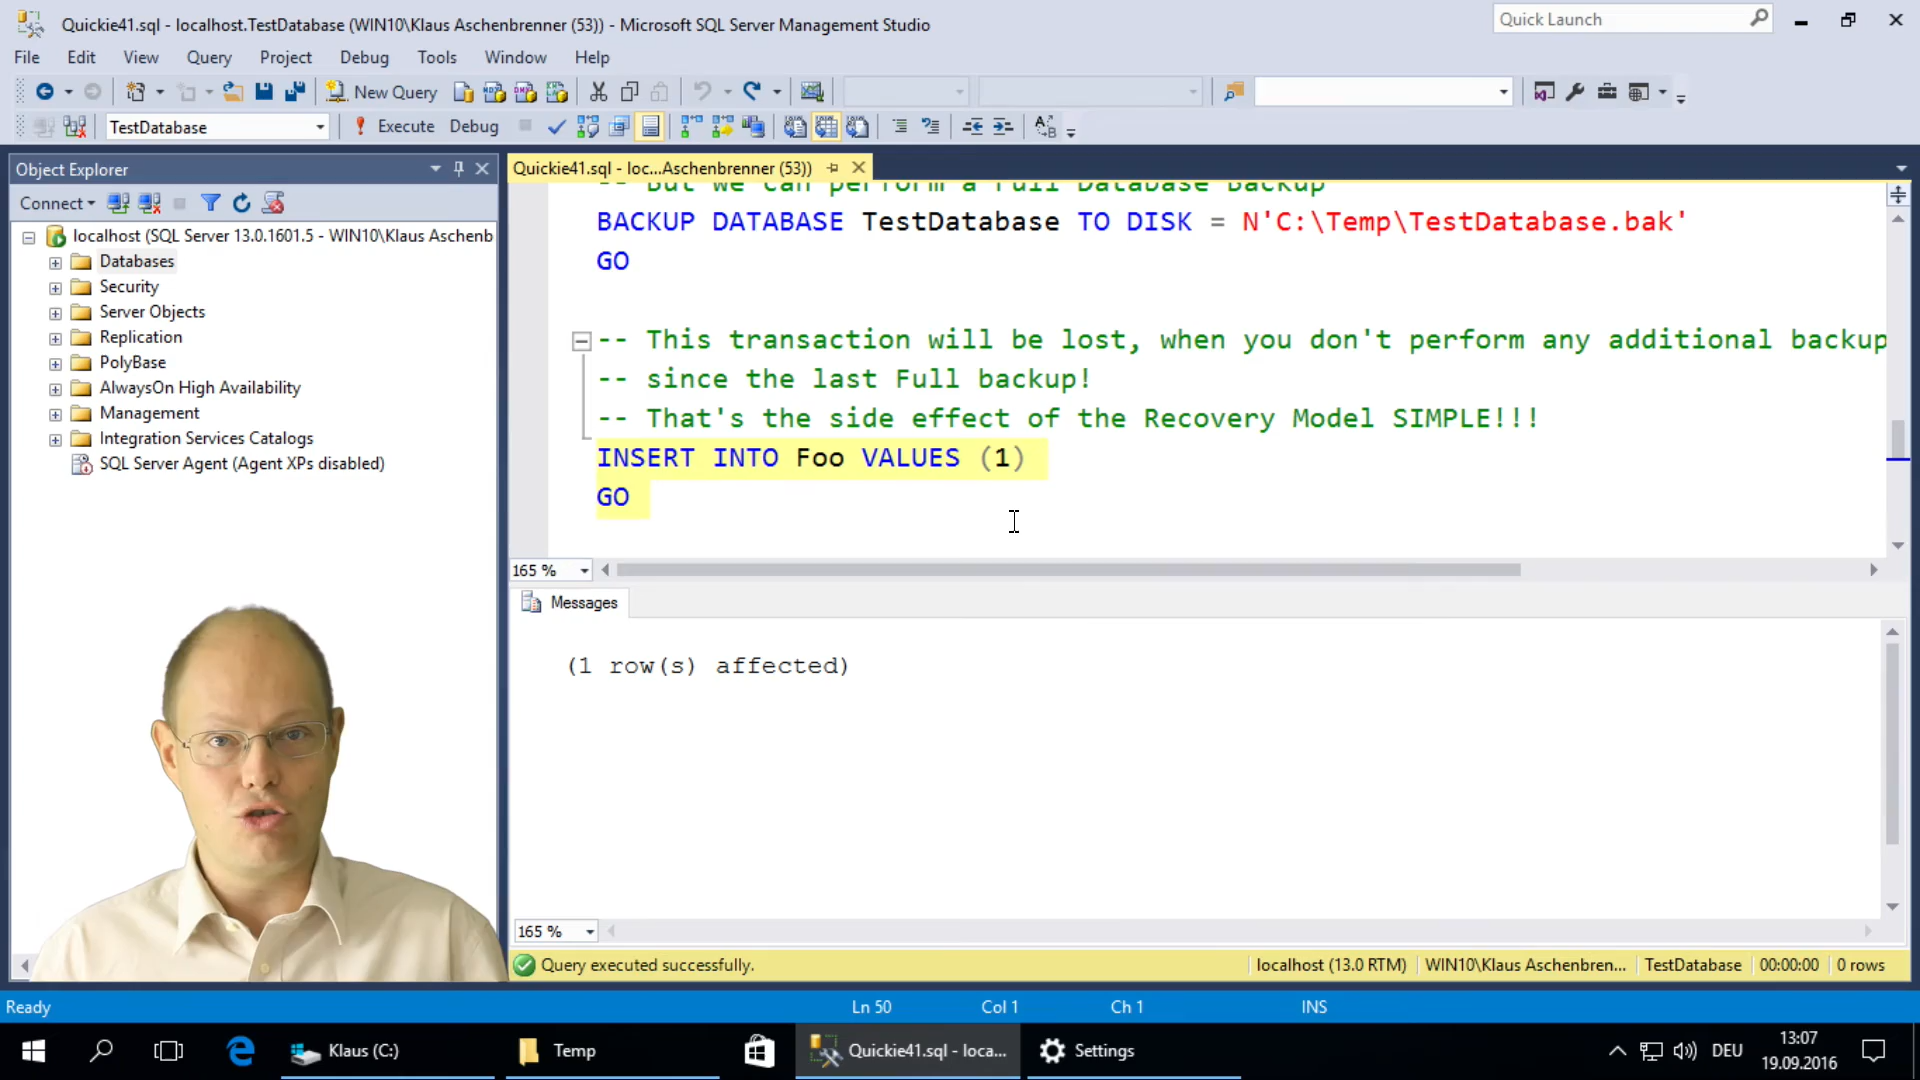 Quickie41.sql - localhost.TestDatabase (WIN10\Klaus Aschenbrenner (53)) - Microsoft SQL Server Management Studio
Quick Launch
File Edit View Query Project Debug Tools Window Help
New Query
TestDatabase
Execute Debug
Object Explorer
Connect
localhost (SQL Server 13.0.1601.5 - WIN10\Klaus Aschenb
Databases
Security
Server Objects
Replication
PolyBase
AlwaysOn High Availability
Management
Integration Services Catalogs
SQL Server Agent (Agent XPs disabled)
Quickie41.sql - loc...Aschenbrenner (53))
-- But we can perform a Full Database Backup
BACKUP DATABASE TestDatabase TO DISK = N'C:\Temp\TestDatabase.bak'
GO
-- This transaction will be lost, when you don't perform any additional backup
-- since the last Full backup!
-- That's the side effect of the Recovery Model SIMPLE!!!
INSERT INTO Foo VALUES (1)
GO
165 %
Messages
(1 row(s) affected)
165 %
Query executed successfully.
localhost (13.0 RTM) WIN10\Klaus Aschenbren... TestDatabase 00:00:00 0 rows
Ready Ln 50 Col 1 Ch 1 INS
Klaus (C:) Temp Quickie41.sql - loca... Settings DEU
13:07
19.09.2016